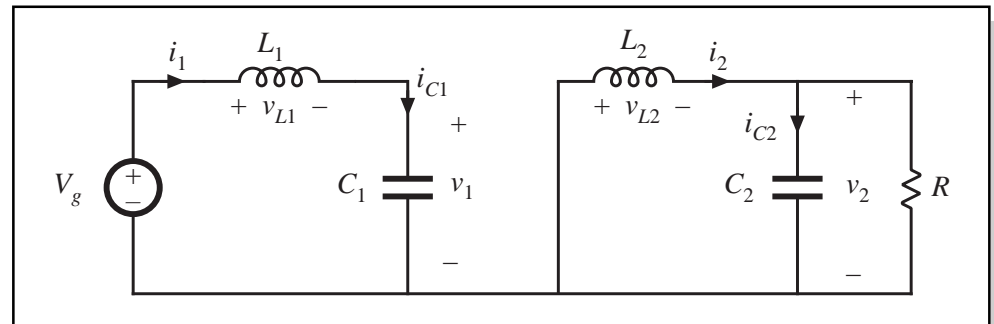 i1 L1 iC1 L2 i2
+ vL1 − + + vL2 − iC2 +
Vg + − C1 v1 C2 v2 R
− −